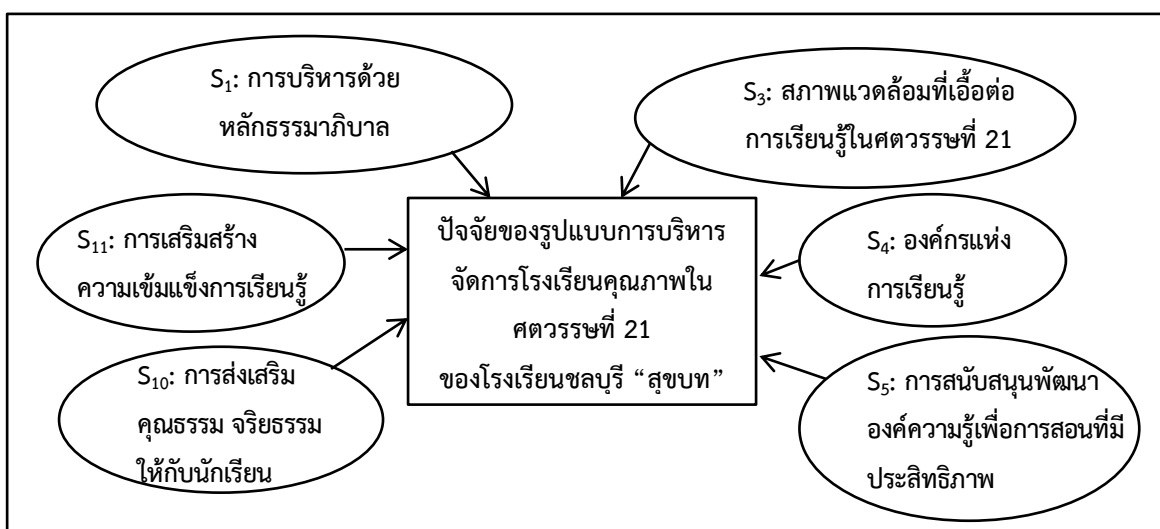 S₁: การบริหารด้วย
หลักธรรมาภิบาล
S₃: สภาพแวดล้อมที่เอื้อต่อ
การเรียนรู้ในศตวรรษที่ 21
S₁₁: การเสริมสร้าง
ความเข้มแข็งการเรียนรู้
ปัจจัยของรูปแบบการบริหาร
จัดการโรงเรียนคุณภาพใน
ศตวรรษที่ 21
ของโรงเรียนชลบุรี “สุขบท”
S₄: องค์กรแห่ง
การเรียนรู้
S₁₀: การส่งเสริม
คุณธรรม จริยธรรม
ให้กับนักเรียน
S₅: การสนับสนุนพัฒนา
องค์ความรู้เพื่อการสอนที่มี
ประสิทธิภาพ